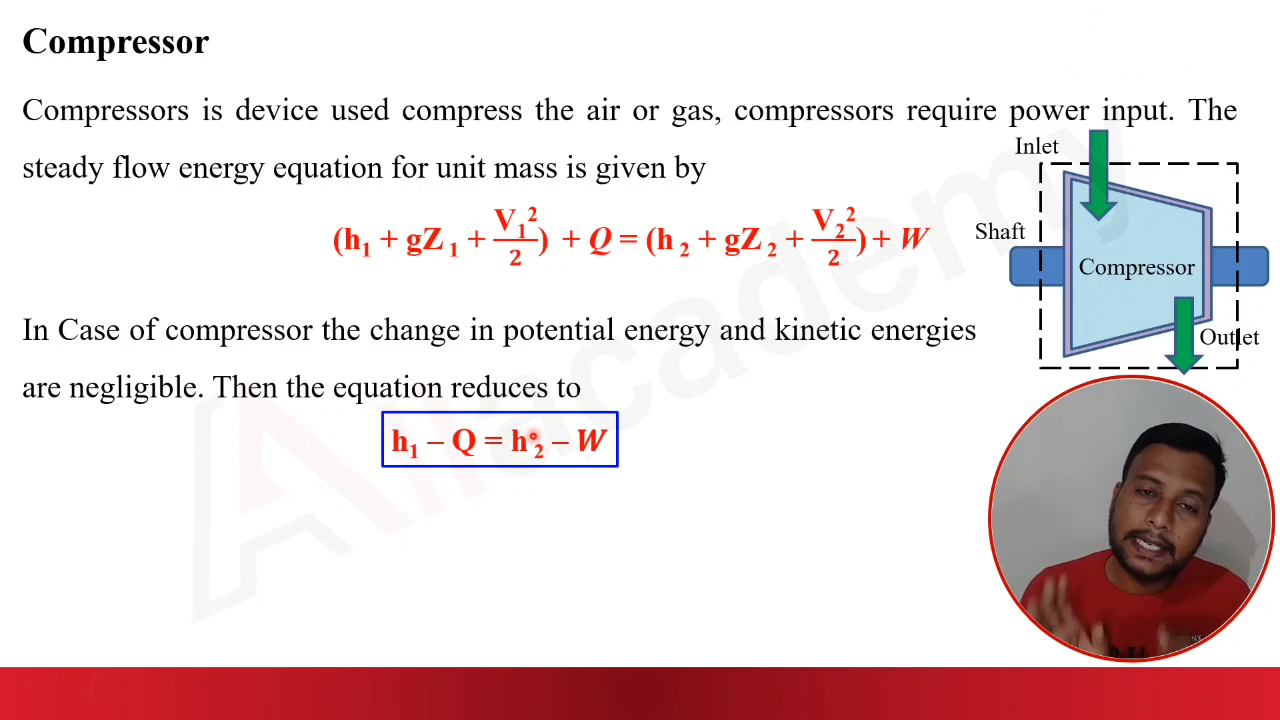 Compressor
Compressors is device used compress the air or gas, compressors require power input. The
steady flow energy equation for unit mass is given by
Inlet
(h₁ + gZ₁ + V₁²/2) + Q = (h₂ + gZ₂ + V₂²/2) + W
Shaft
Compressor
In Case of compressor the change in potential energy and kinetic energies
Outlet
are negligible. Then the equation reduces to
h₁ – Q = h₂ – W
academy